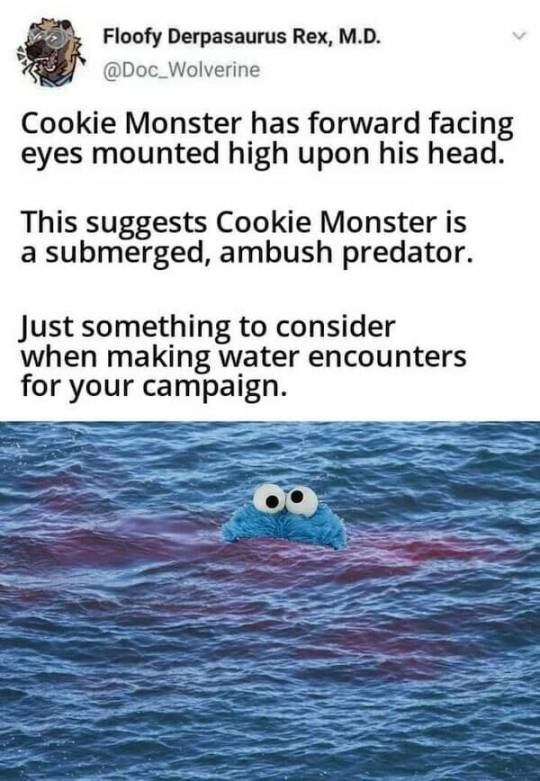 Floofy Derpasaurus Rex, M.D.
@Doc_Wolverine
Cookie Monster has forward facing
eyes mounted high upon his head.
This suggests Cookie Monster is
a submerged, ambush predator.
Just something to consider
when making water encounters
for your campaign.